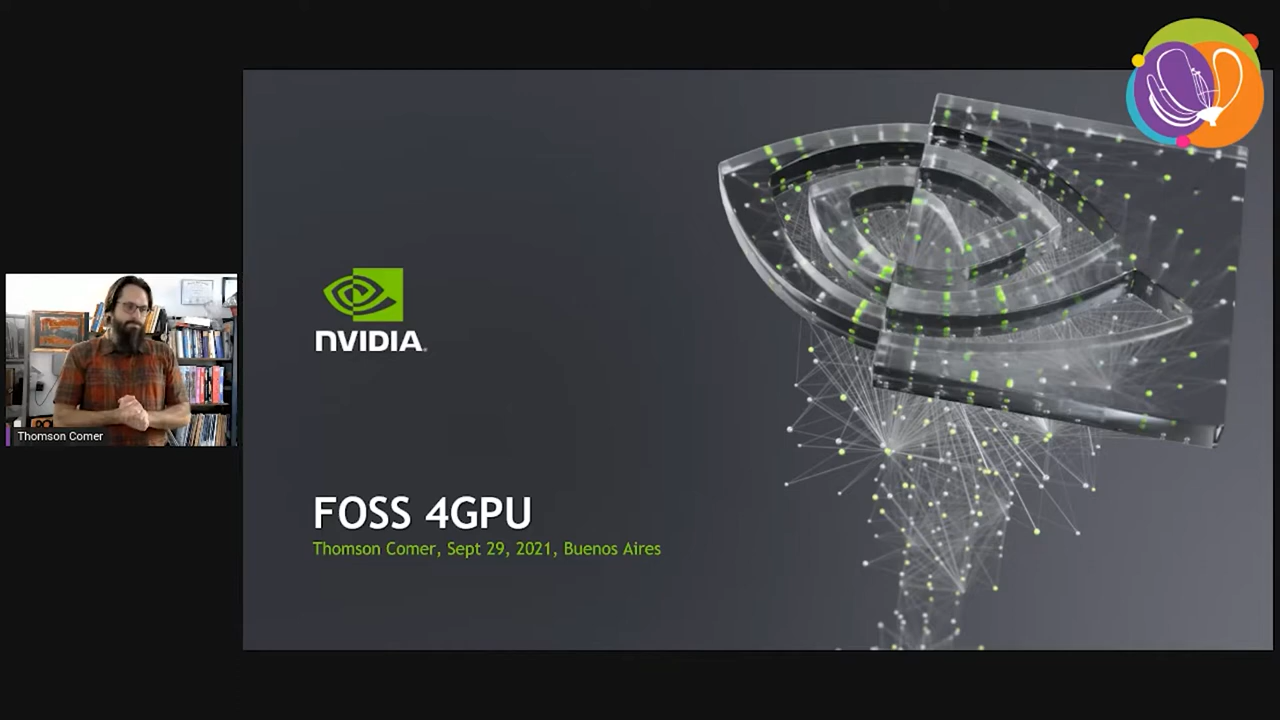 NVIDIA.
FOSS 4GPU
Thomson Comer, Sept 29, 2021, Buenos Aires
Thomson Comer